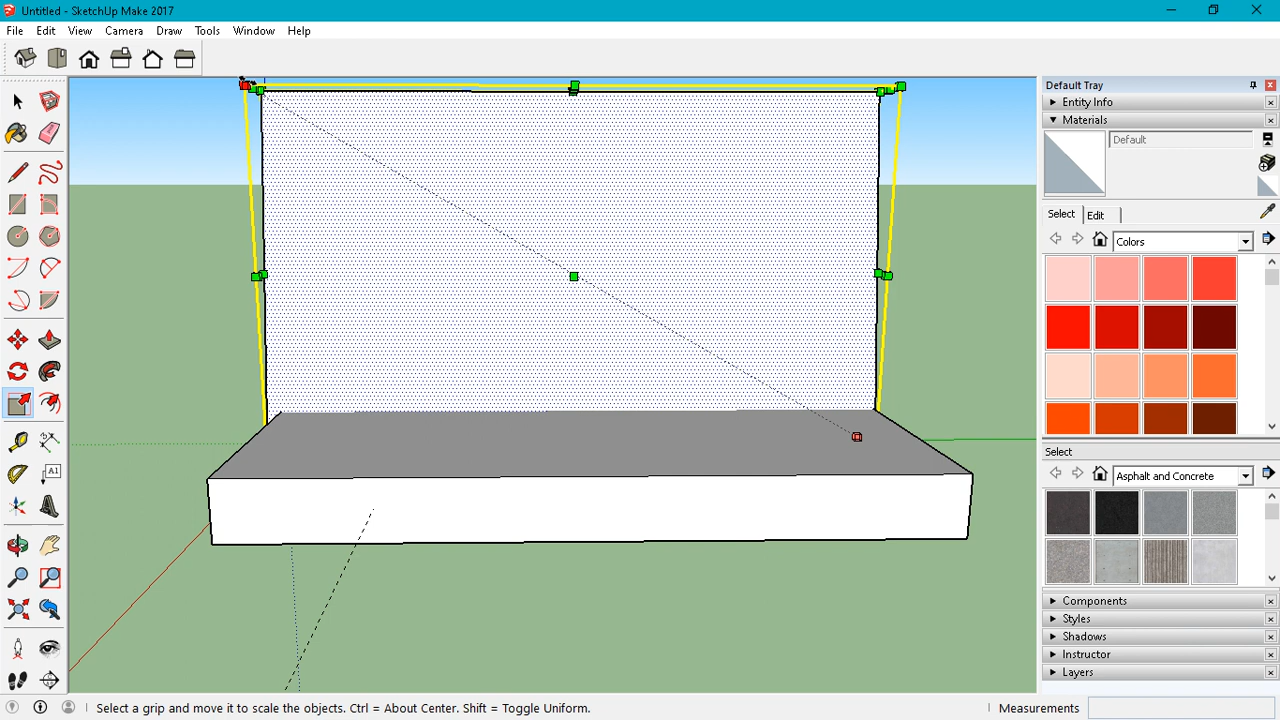 Untitled - SketchUp Make 2017
File Edit View Camera Draw Tools Window Help
Default Tray
Entity Info
Materials
Default
Select Edit
Colors
A1
Select
Asphalt and Concrete
Components
Styles
Shadows
Instructor
Layers
Select a grip and move it to scale the objects. Ctrl = About Center. Shift = Toggle Uniform.
Measurements